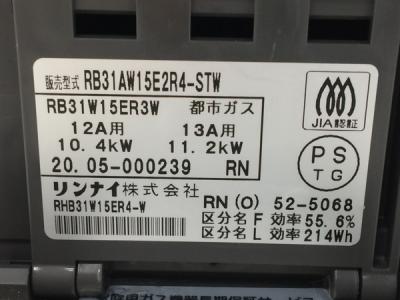 販売型式 RB31AW15E2R4-STW
RB31W15ER3W 都市ガス
12A用 13A用
10.4kW 11.2kW
20.05-000239 RN
リンナイ株式会社
RHB31W15ER4-W
JIA認証
PS
TG
RN(O) 52-5068
区分名 F 効率 55.6%
区分名 L 効率 214Wh